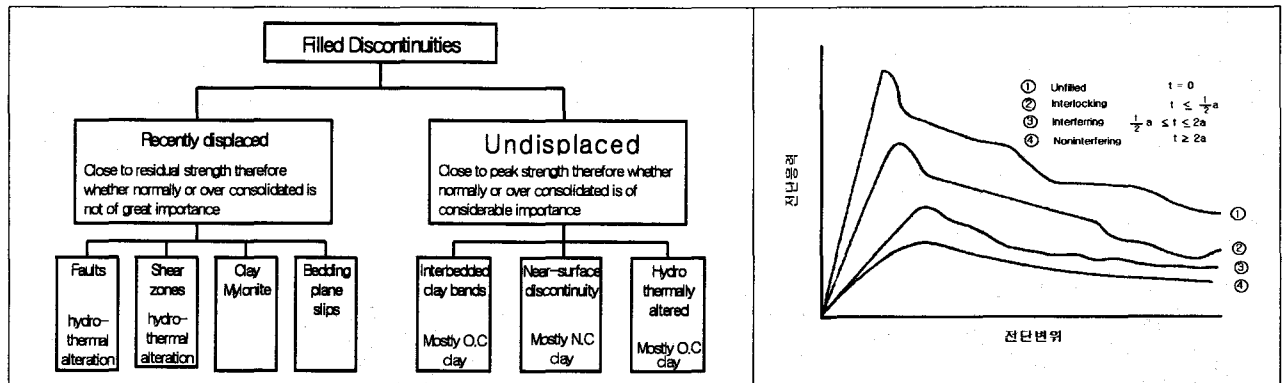 Filled Discontinuities
Recently displaced
Close to residual strength therefore
whether normally or over consolidated is
not of great importance
Undisplaced
Close to peak strength therefore whether
normally or over consolidated is of
considerable importance
Faults
hydro-
thermal
alteration
Shear
zones
hydro-
thermal
alteration
Clay
Mylonite
Bedding
plane
slips
Interbedded
clay bands
Mostly O.C
clay
Near-surface
discontinuity
Mostly N.C
clay
Hydro
thermally
altered
Mostly O.C
clay
① Unfilled t = 0
② Interlocking t ≤ 1/2 a
③ Interferring 1/2 a ≤ t ≤ 2a
④ Noninterfering t ≥ 2a
전단응력
①
②
③
④
전단변위